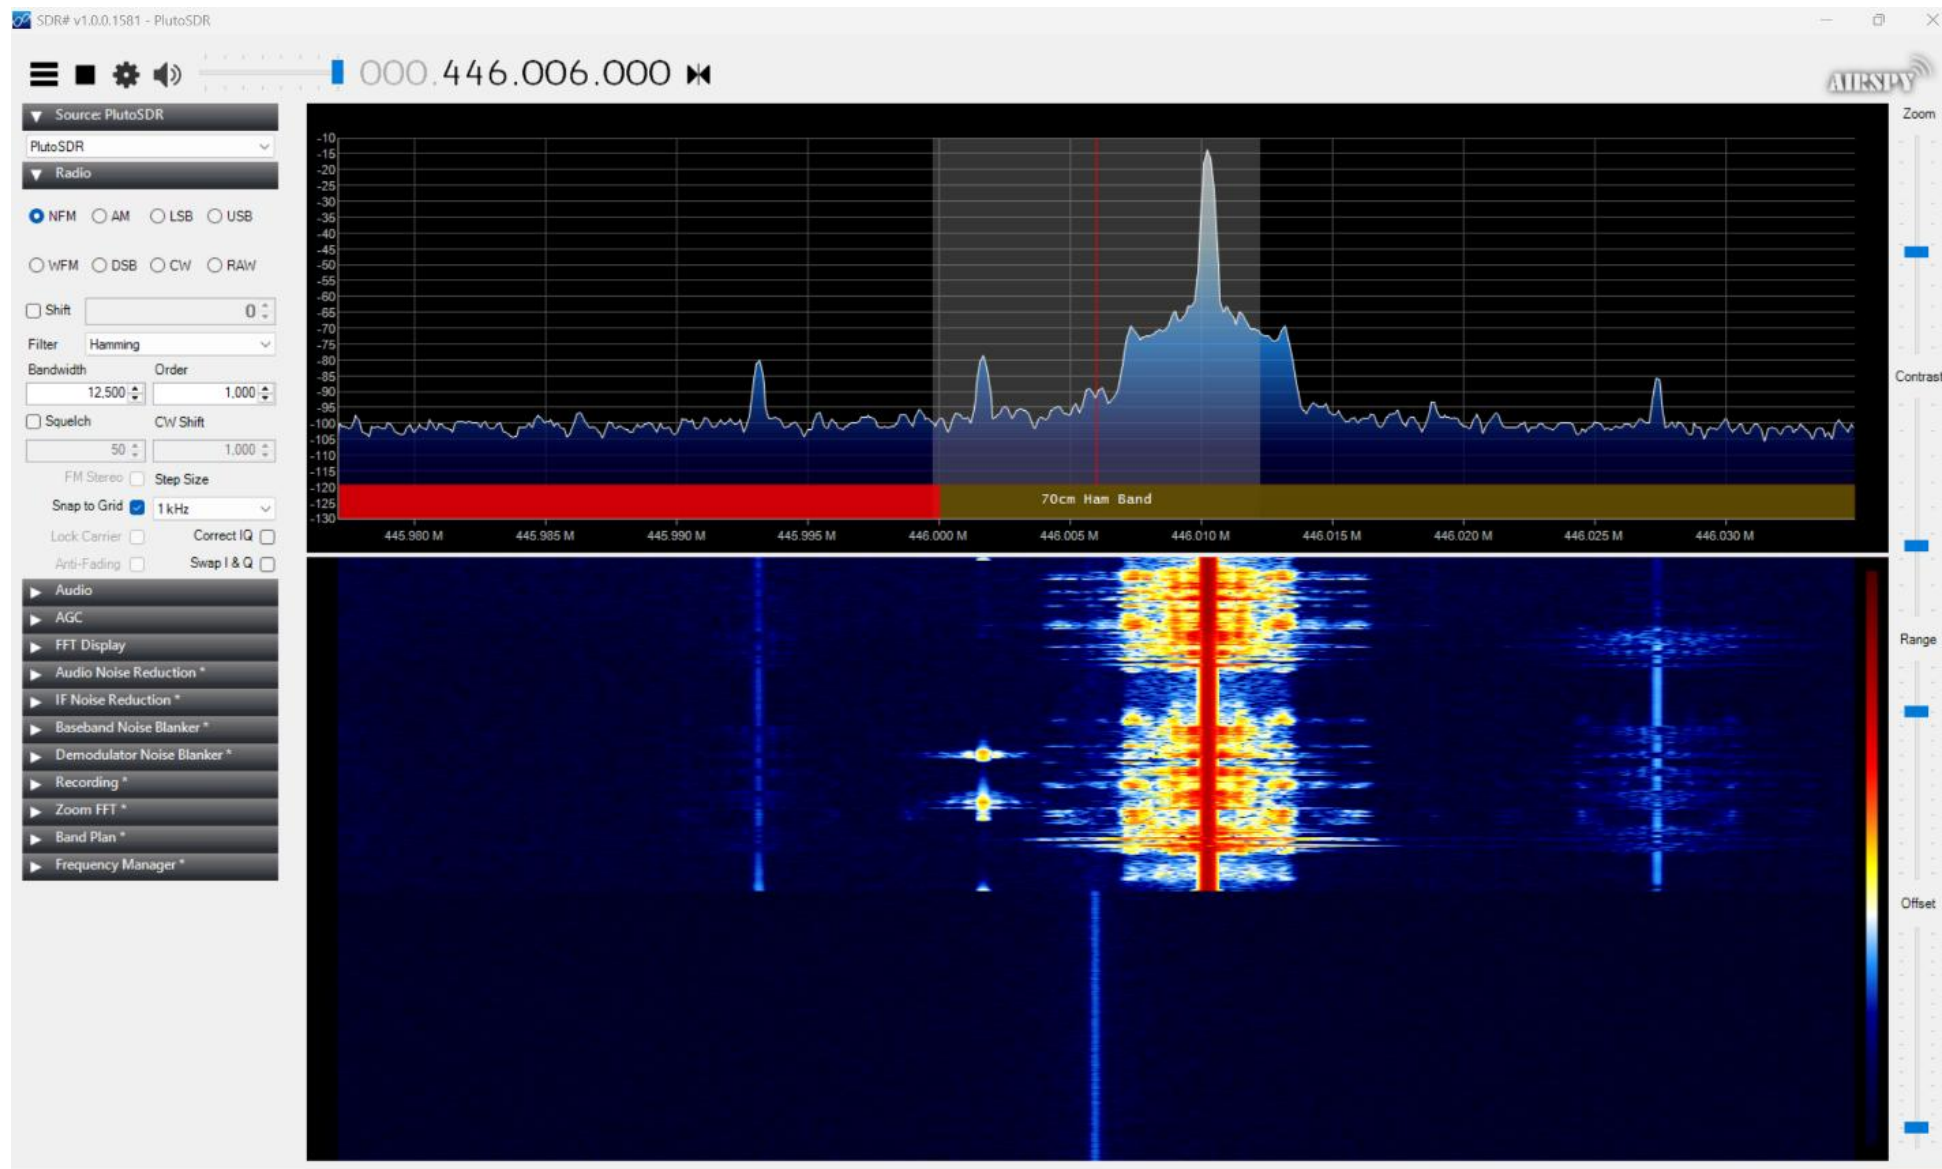 SDR# v1.0.0.1581 - PlutoSDR
000.446.006.000
AIRSPY
Source: PlutoSDR
PlutoSDR
Radio
NFM AM LSB USB
WFM DSB CW RAW
Shift 0
Filter Hamming
Bandwidth Order
12,500 1,000
Squelch CW Shift
50 1,000
FM Stereo Step Size
Snap to Grid 1 kHz
Lock Carrier Correct IQ
Anti-Fading Swap I & Q
Audio
AGC
FFT Display
Audio Noise Reduction *
IF Noise Reduction *
Baseband Noise Blanker *
Demodulator Noise Blanker *
Recording *
Zoom FFT *
Band Plan *
Frequency Manager *
-10
-15
-20
-25
-30
-35
-40
-45
-50
-55
-60
-65
-70
-75
-80
-85
-90
-95
-100
-105
-110
-115
-120
-125
-130
70cm Ham Band
445.980 M 445.985 M 445.990 M 445.995 M 446.000 M 446.005 M 446.010 M 446.015 M 446.020 M 446.025 M 446.030 M
Zoom
Contrast
Range
Offset